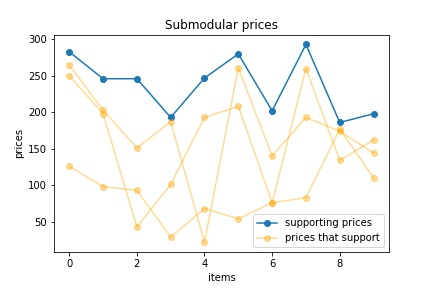 Submodular prices
300
250
200
150
100
50
prices
0 2 4 6 8
items
supporting prices
prices that support